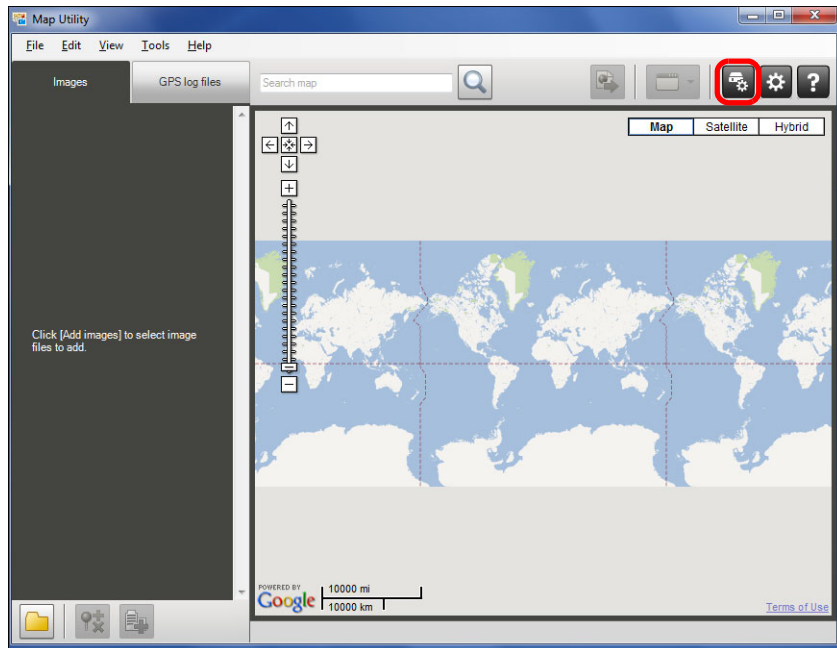 Map Utility
File Edit View Tools Help
Images
GPS log files
Search map
?
Map
Satellite
Hybrid
Click [Add images] to select image
files to add.
POWERED BY
Google
10000 mi
10000 km
Terms of Use